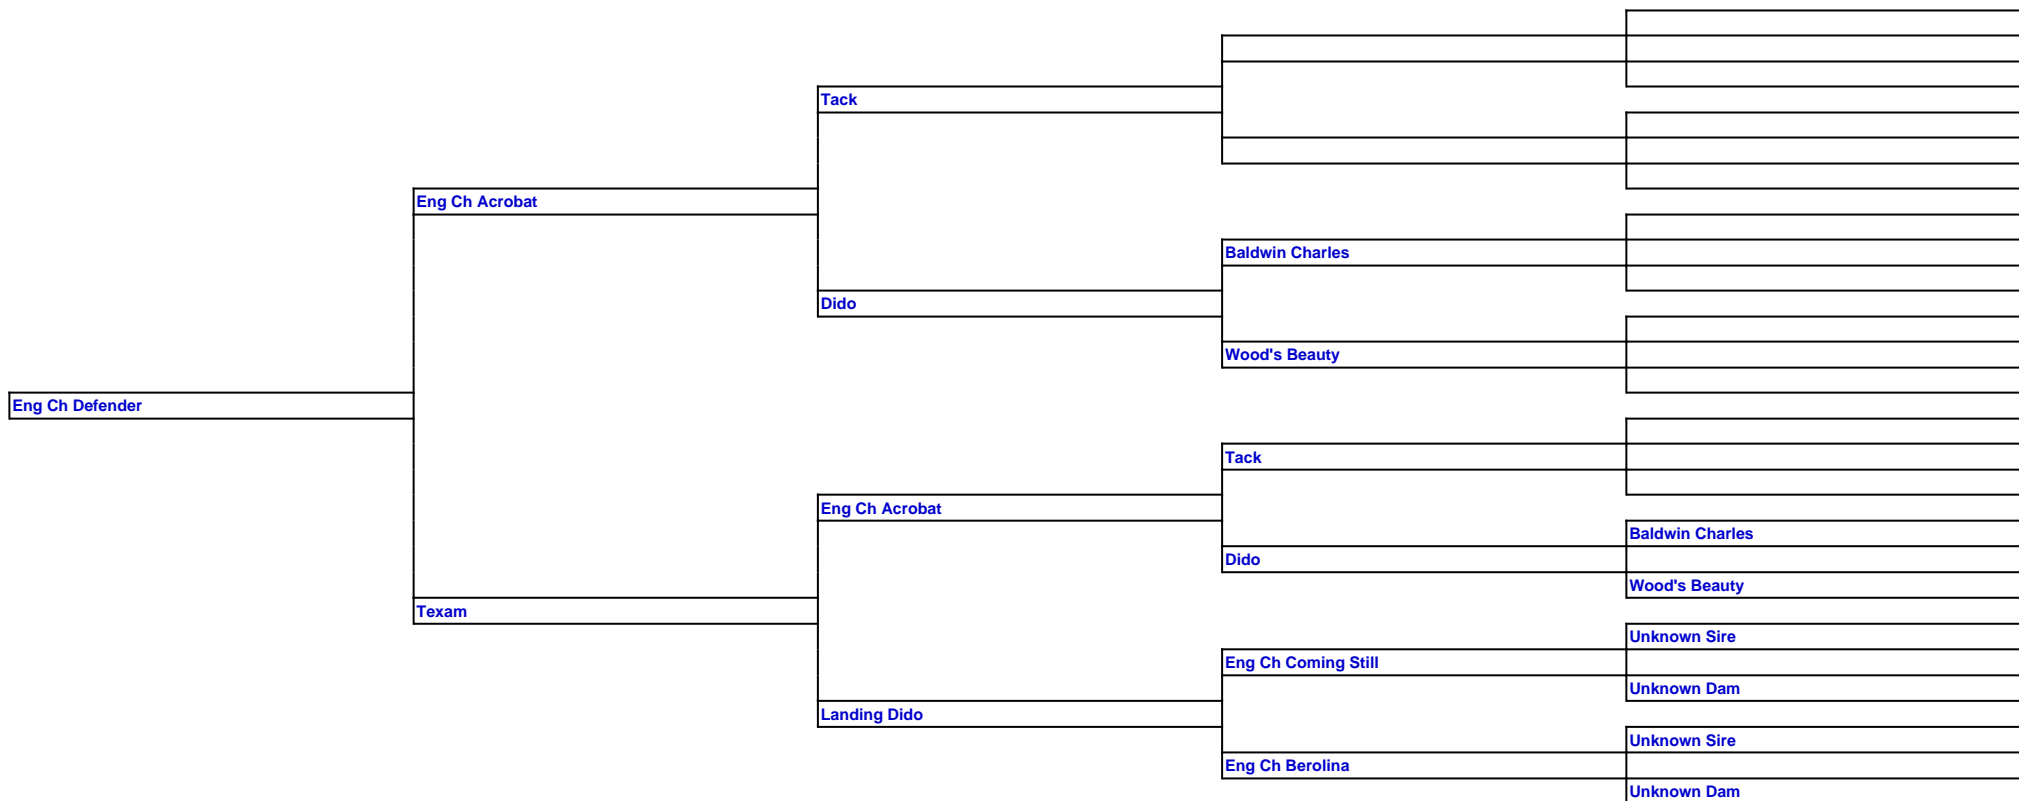 Tack
Eng Ch Acrobat
Baldwin Charles
Dido
Wood's Beauty
Eng Ch Defender
Tack
Eng Ch Acrobat
Baldwin Charles
Dido
Wood's Beauty
Texam
Unknown Sire
Eng Ch Coming Still
Unknown Dam
Landing Dido
Unknown Sire
Eng Ch Berolina
Unknown Dam